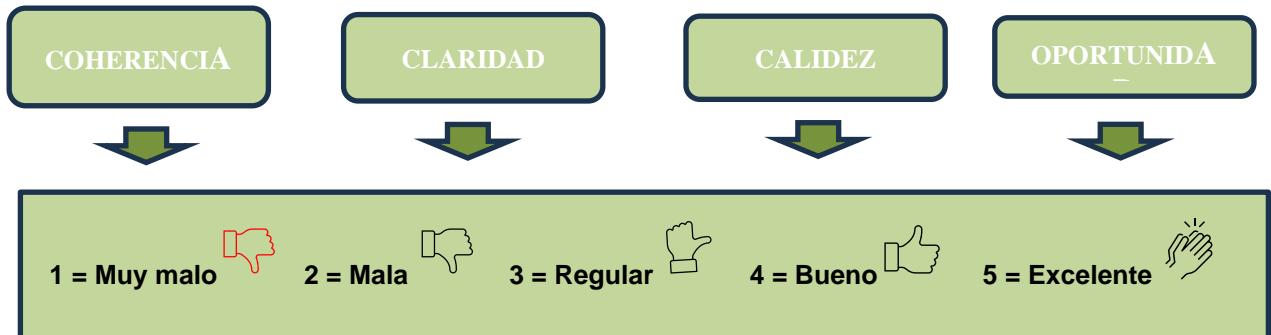 COHERENCIA
CLARIDAD
CALIDEZ
OPORTUNIDA
1 = Muy malo
2 = Mala
3 = Regular
4 = Bueno
5 = Excelente